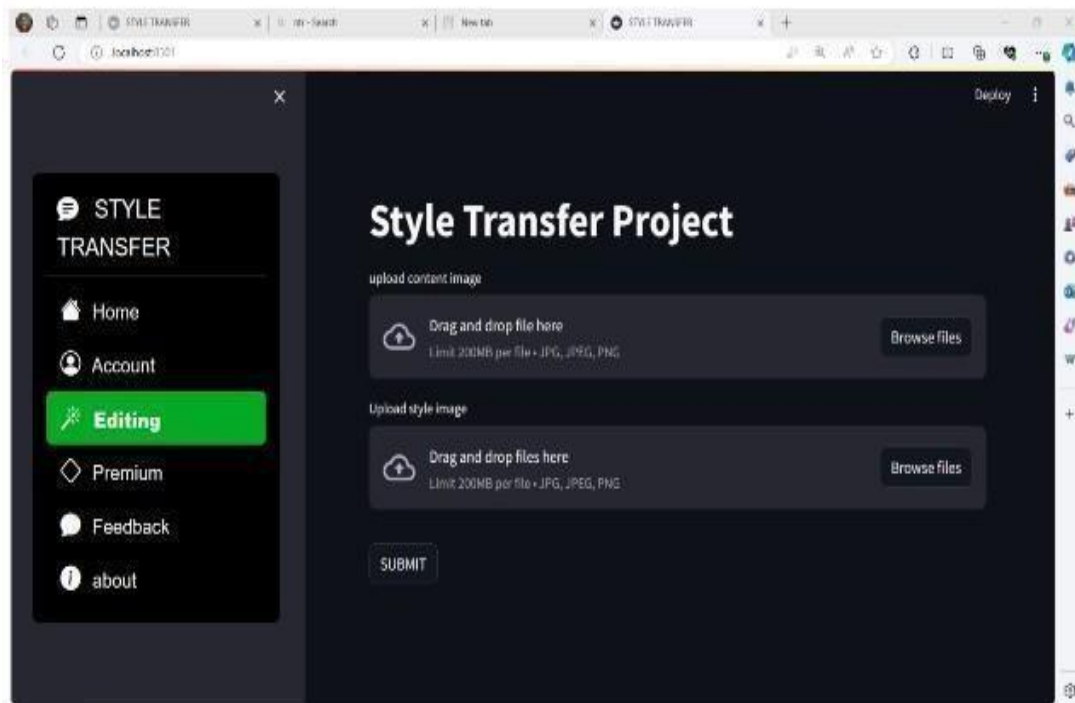 STYLE TRANSFER
New tab
STYLE TRANSFER
Deploy
STYLE
TRANSFER
Home
Account
Editing
Premium
Feedback
about
Style Transfer Project
upload content image
Drag and drop file here
Limit 200MB per file • JPG, JPEG, PNG
Browse files
Upload style image
Drag and drop files here
Limit 200MB per file • JPG, JPEG, PNG
Browse files
SUBMIT